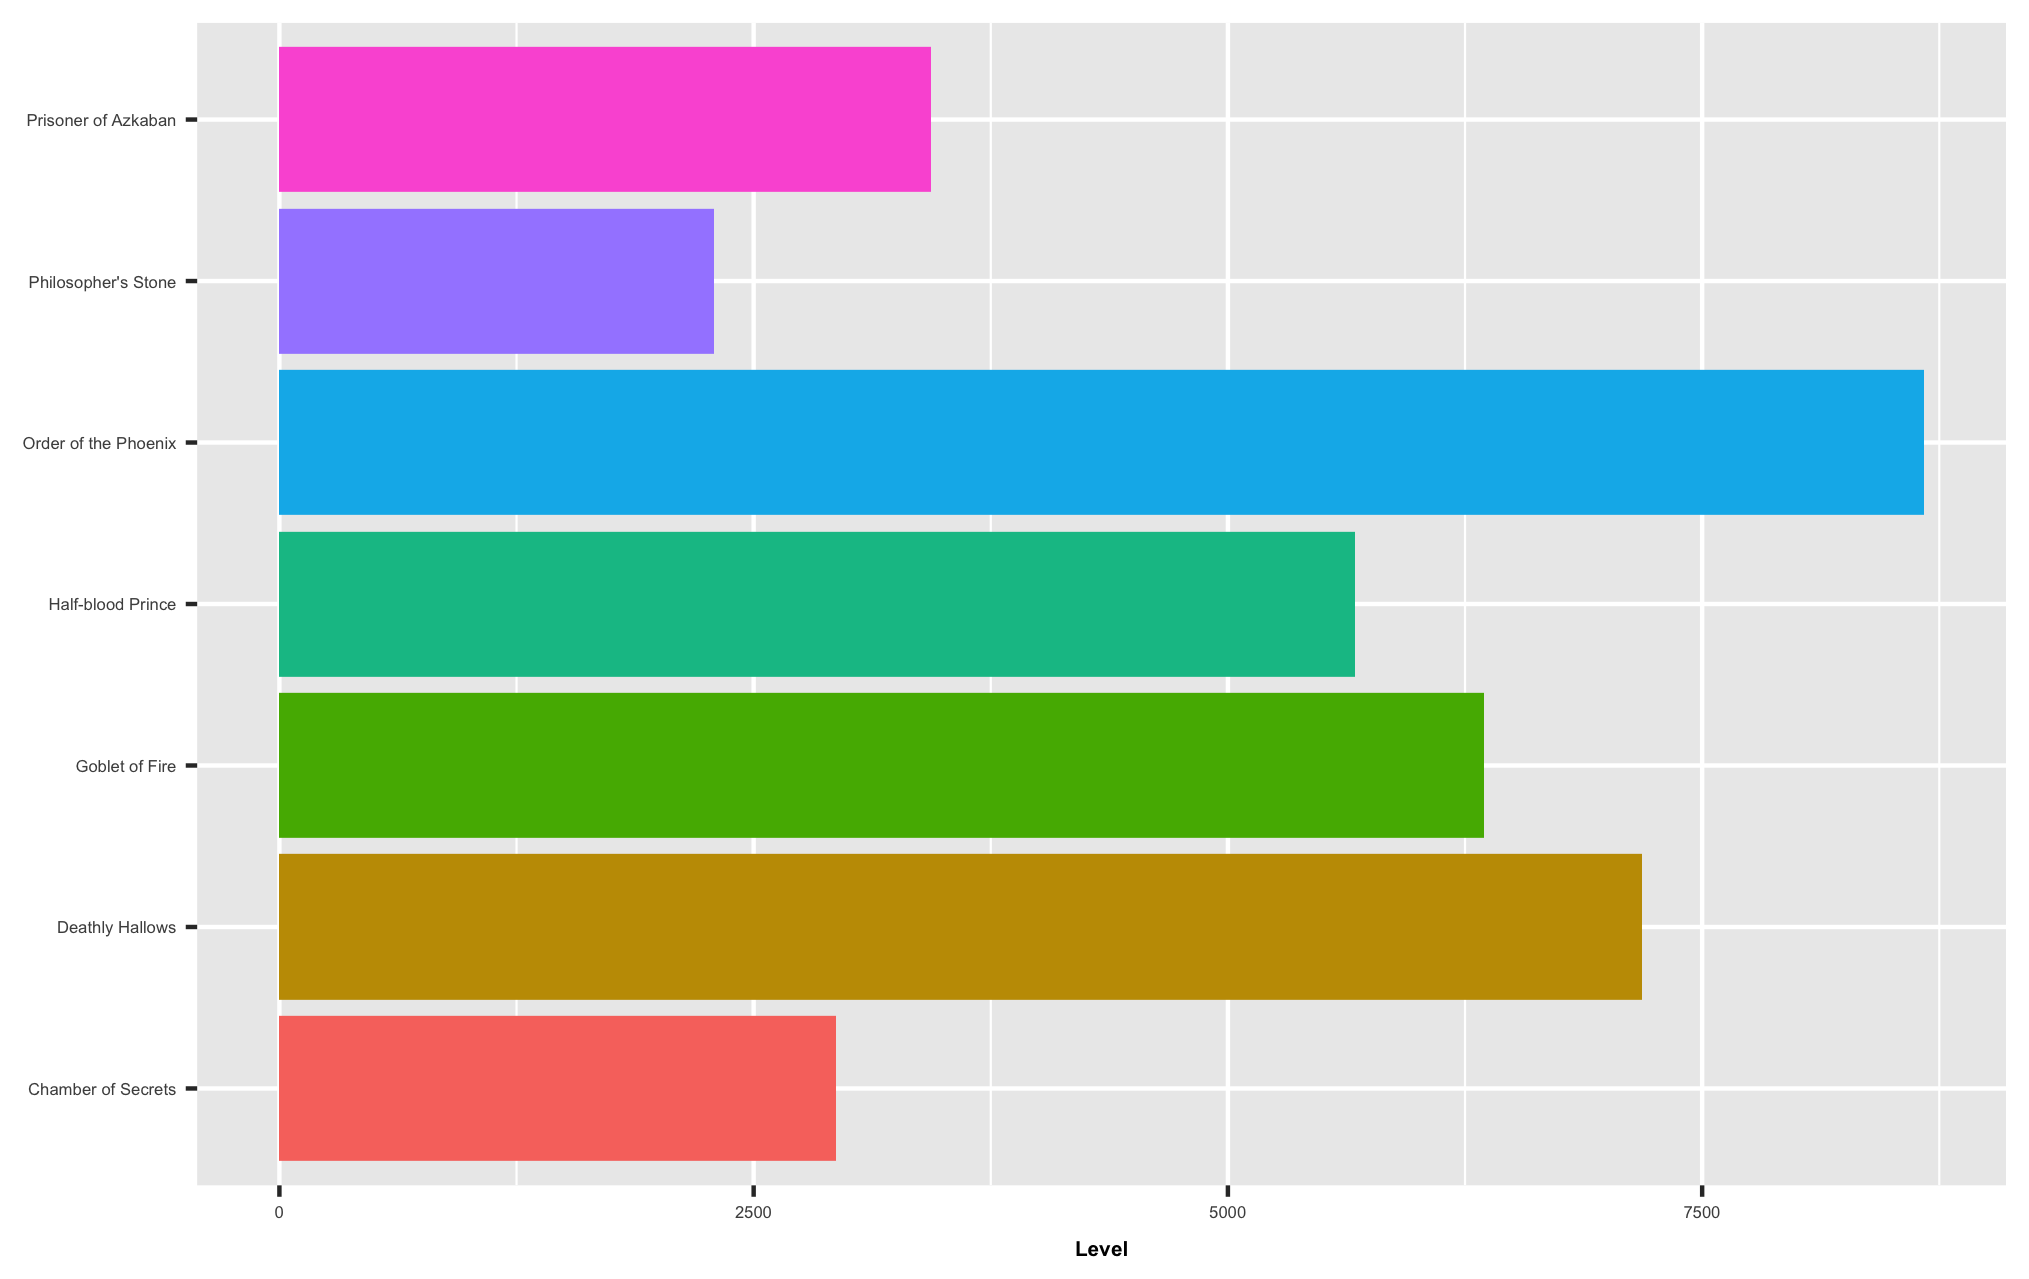 Prisoner of Azkaban
Philosopher's Stone
Order of the Phoenix
Half-blood Prince
Goblet of Fire
Deathly Hallows
Chamber of Secrets
0 2500 5000 7500
Level